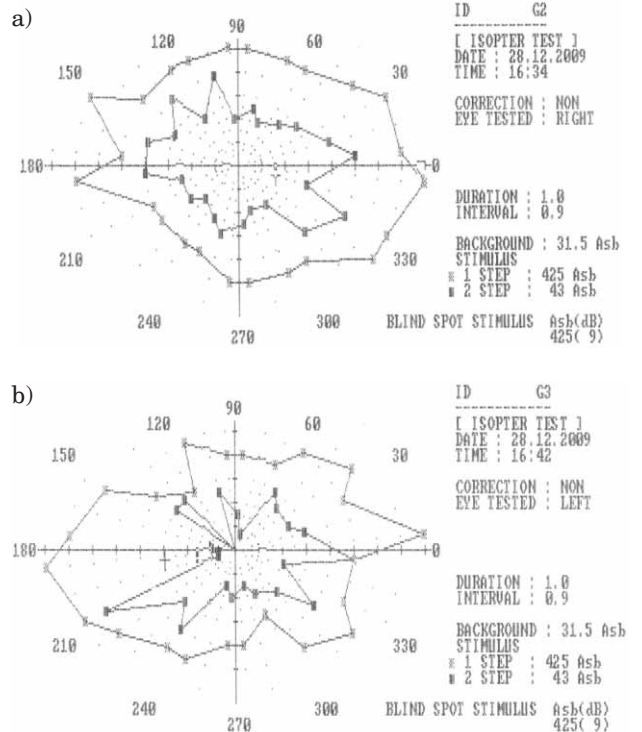 a)
ID G2
[ ISOPTER TEST ]
DATE : 28.12.2009
TIME : 16:34
CORRECTION : NON
EYE TESTED : RIGHT
DURATION : 1.0
INTERVAL : 0.9
BACKGROUND : 31.5 Asb
STIMULUS
1 STEP : 425 Asb
2 STEP : 43 Asb
BLIND SPOT STIMULUS Asb(dB)
425( 9)
90
120 60
150 30
180 0
210 330
240 300
270
b)
ID G3
[ ISOPTER TEST ]
DATE : 28.12.2009
TIME : 16:42
CORRECTION : NON
EYE TESTED : LEFT
DURATION : 1.0
INTERVAL : 0.9
BACKGROUND : 31.5 Asb
STIMULUS
1 STEP : 425 Asb
2 STEP : 43 Asb
BLIND SPOT STIMULUS Asb(dB)
425( 9)
90
120 60
150 30
180 0
210 330
240 300
270